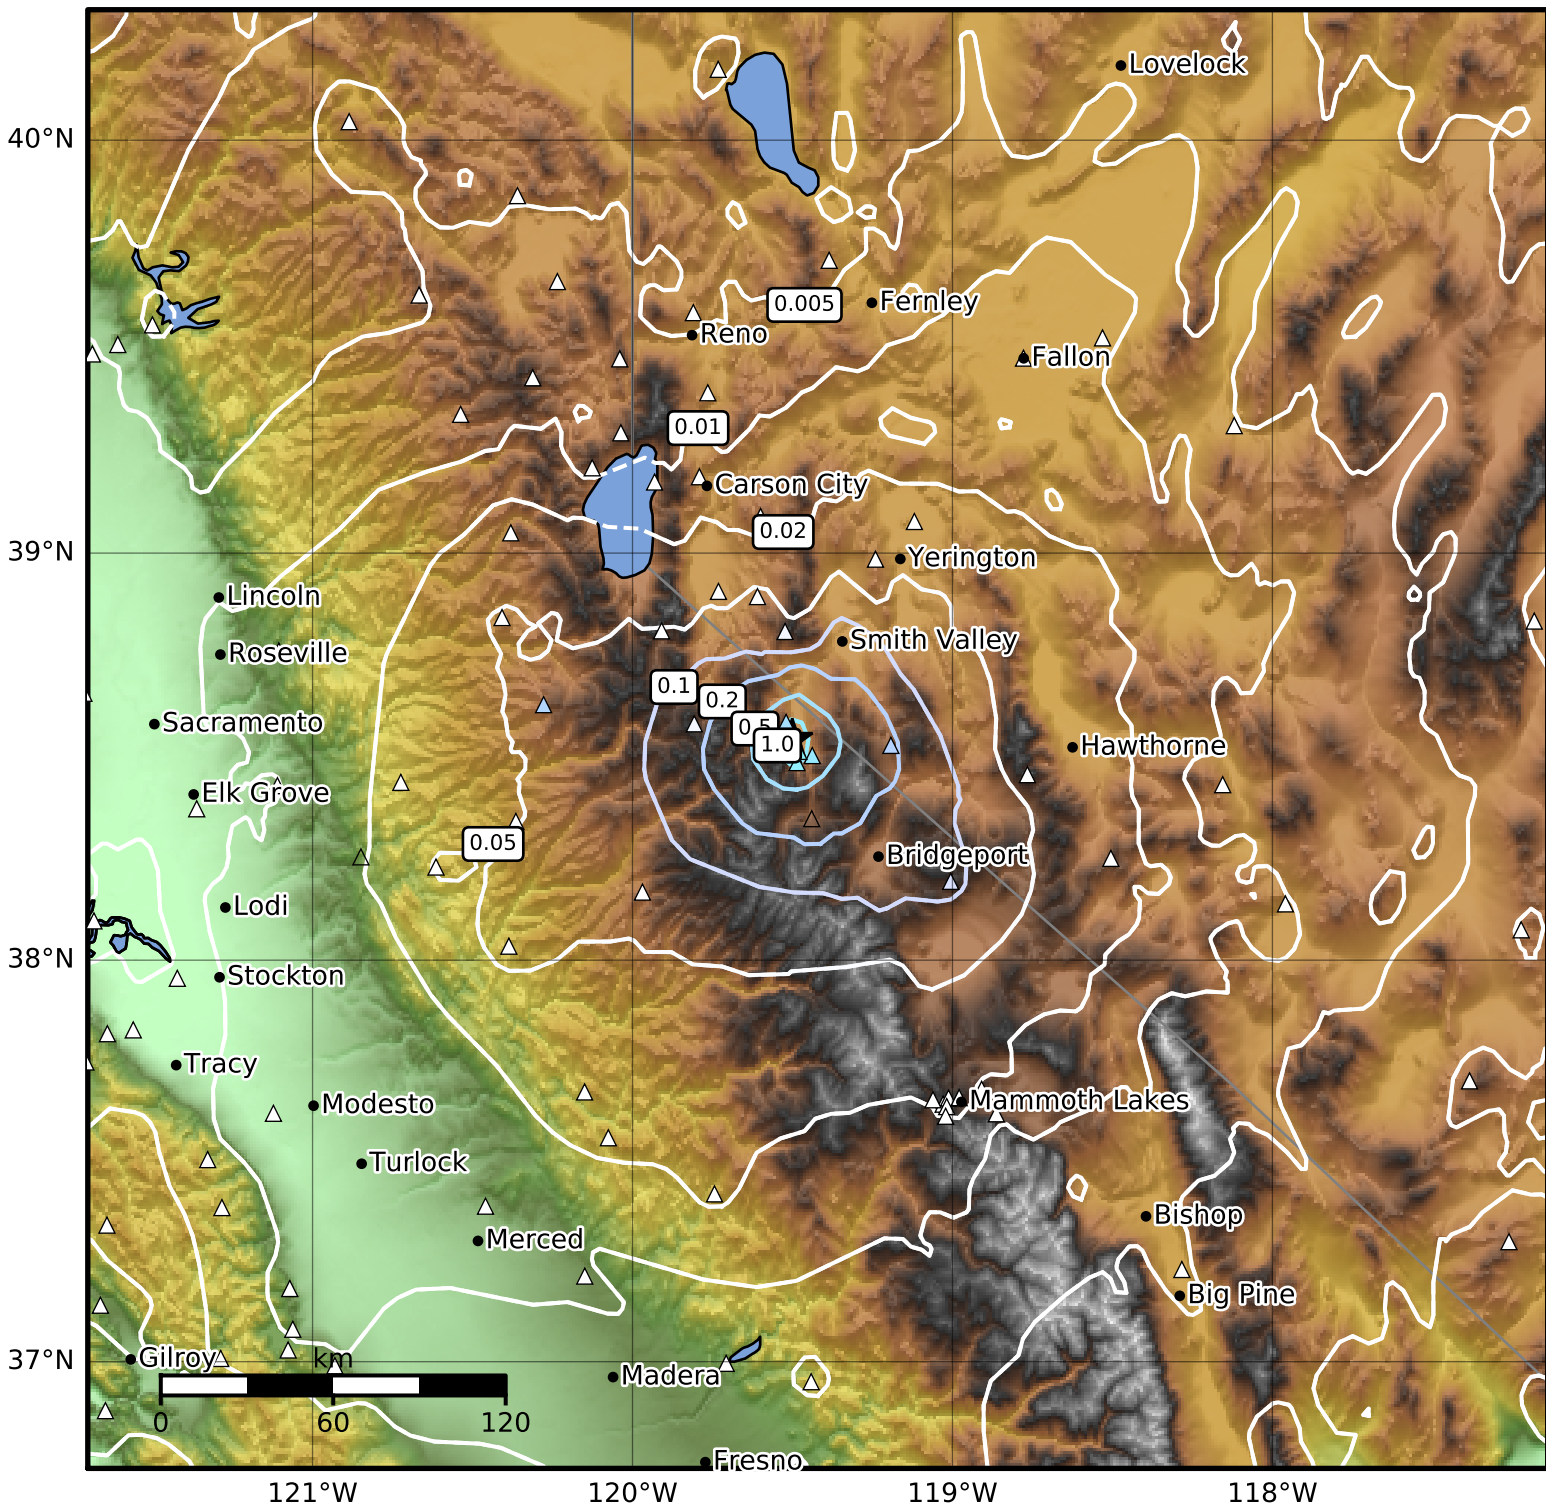 Lovelock
40°N
0.005
Fernley
Reno
Fallon
0.01
Carson City
0.02
39°N
Yerington
Lincoln
Smith Valley
Roseville
0.1
0.2
Sacramento
0.5
1.0
Hawthorne
Elk Grove
0.05
Bridgeport
Lodi
38°N
Stockton
Tracy
Mammoth Lakes
Modesto
Turlock
Bishop
Merced
Big Pine
37°N
Gilroy
km
Madera
0
60
120
Fresno
121°W
120°W
119°W
118°W